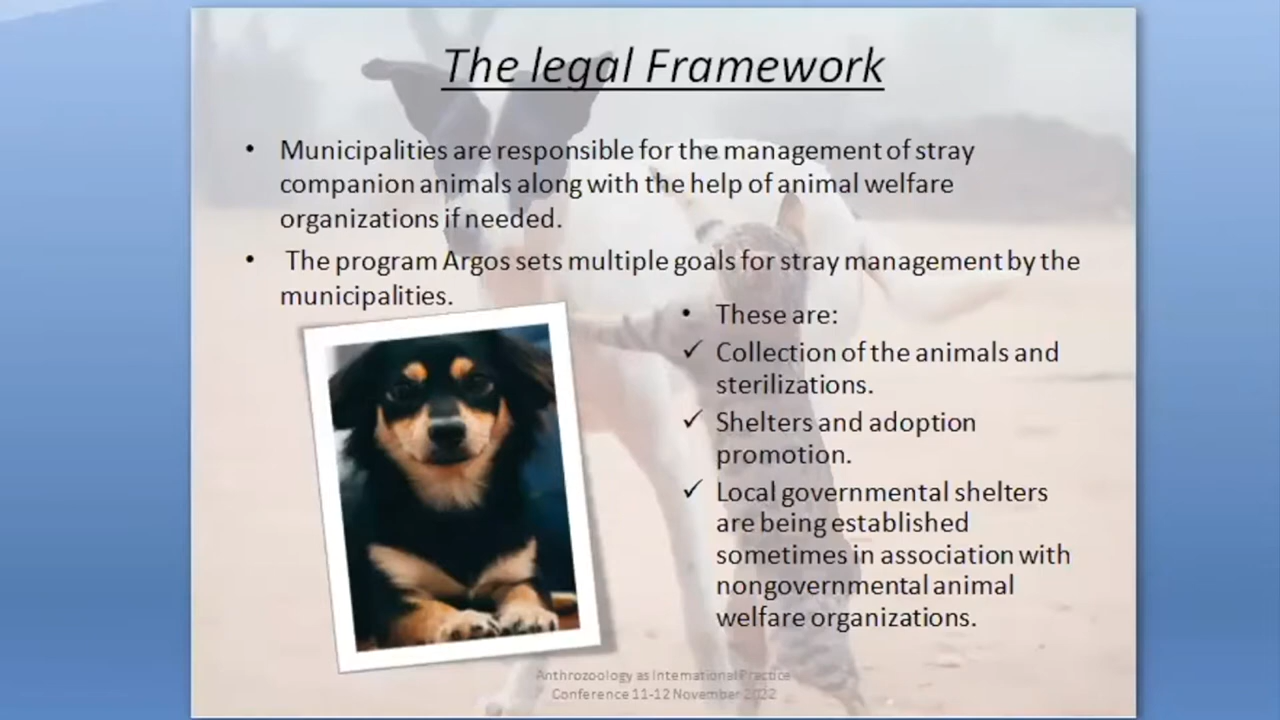 The legal Framework
• Municipalities are responsible for the management of stray
companion animals along with the help of animal welfare
organizations if needed.
• The program Argos sets multiple goals for stray management by the
municipalities.
• These are:
✓ Collection of the animals and
sterilizations.
✓ Shelters and adoption
promotion.
✓ Local governmental shelters
are being established
sometimes in association with
nongovernmental animal
welfare organizations.
Anthrozoology as International Practice
Conference 11-12 November 2022